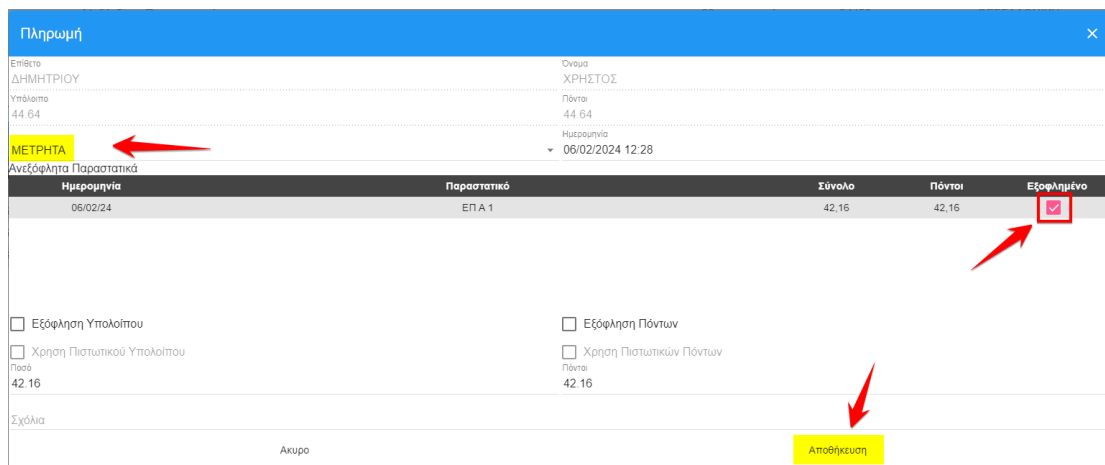 Πληρωμή ×
Επίθετο Όνομα
ΔΗΜΗΤΡΙΟΥ ΧΡΗΣΤΟΣ
Υπόλοιπο Πόντοι
44.64 44.64
Ημερομηνία
ΜΕΤΡΗΤΑ 06/02/2024 12:28
Ανεξόφλητα Παραστατικά
Ημερομηνία Παραστατικό Σύνολο Πόντοι Εξοφλημένο
06/02/24 ΕΠ Α 1 42,16 42,16
Εξόφληση Υπολοίπου Εξόφληση Πόντων
Χρηση Πιστωτικού Υπολοίπου Χρηση Πιστωτικών Πόντων
Ποσό Πόντοι
42.16 42.16
Σχόλια
Ακυρο Αποθήκευση